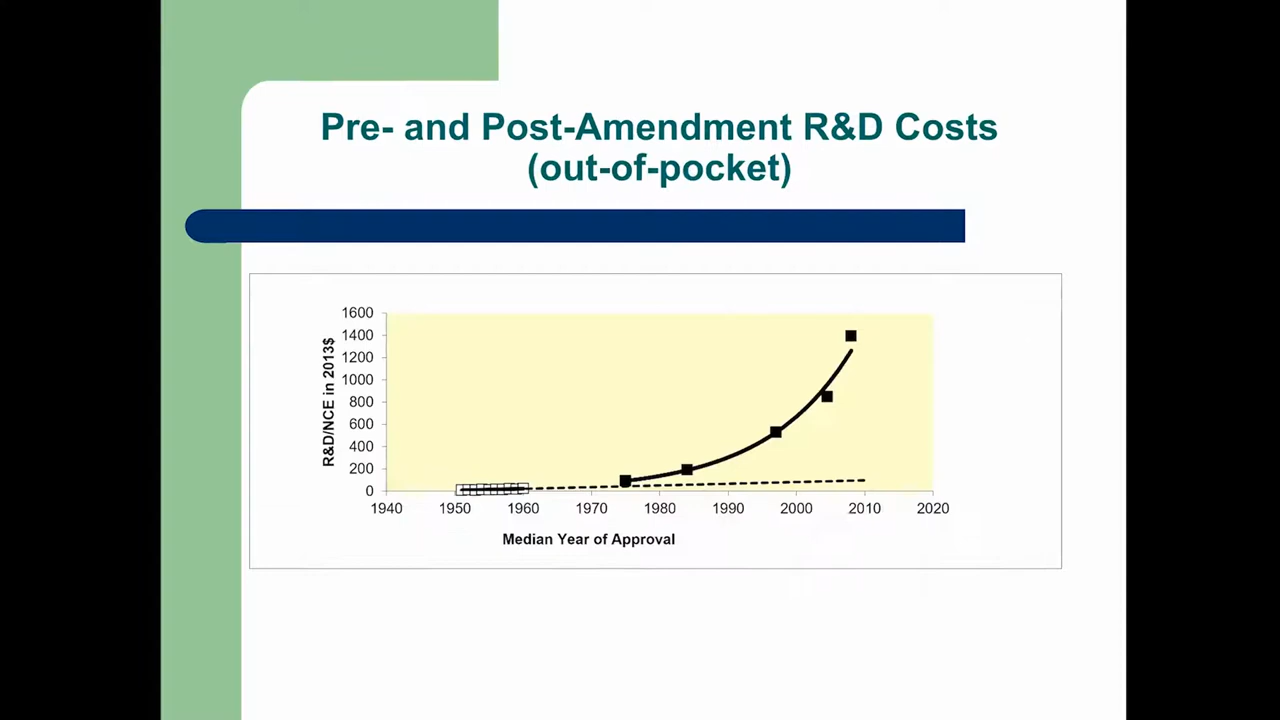 Pre- and Post-Amendment R&D Costs
(out-of-pocket)
R&D/NCE in 2013$
1600
1400
1200
1000
800
600
400
200
0
1940 1950 1960 1970 1980 1990 2000 2010 2020
Median Year of Approval